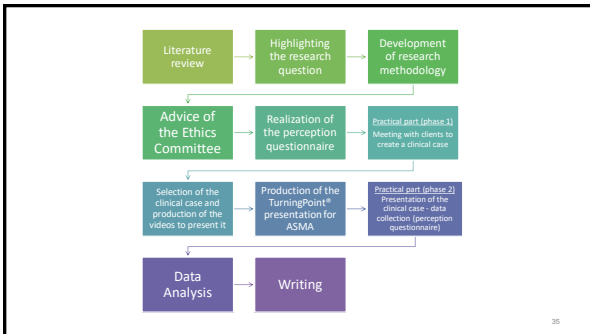 Literature
review
Highlighting
the research
question
Development
of research
methodology
Advice of
the Ethics
Committee
Realization of
the perception
questionnaire
Practical part (phase 1)
Meeting with clients to
create a clinical case
Selection of the
clinical case and
production of the
videos to present it
Production of the
TurningPoint®
presentation for
ASMA
Practical part (phase 2)
Presentation of the
clinical case - data
collection (perception
questionnaire)
Data
Analysis
Writing
35